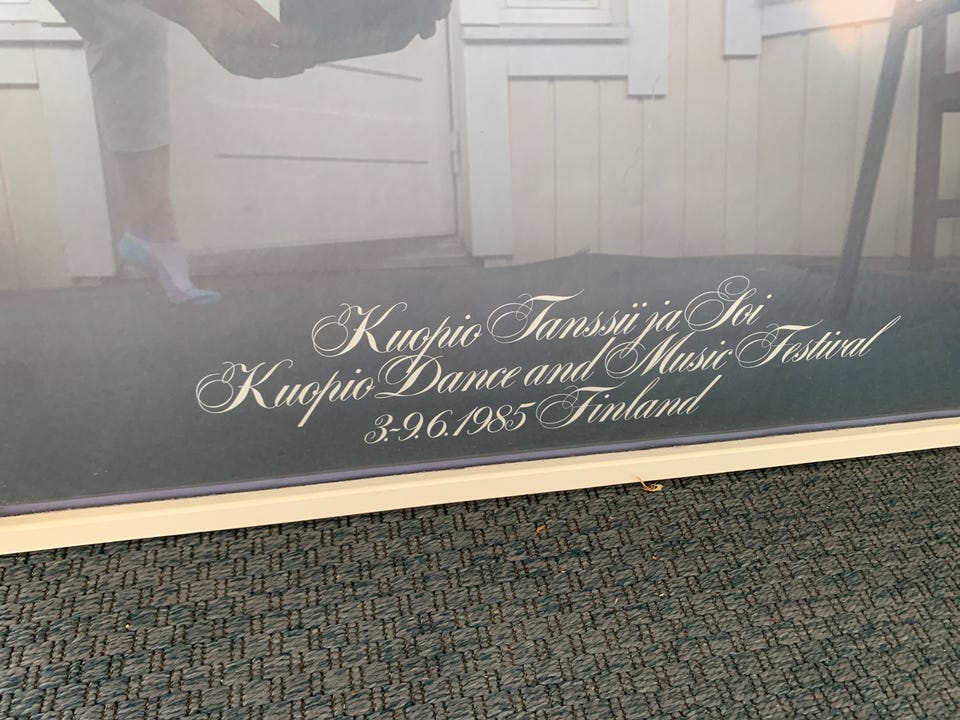 Kuopio Tanssii ja Soi
Kuopio Dance and Music Festival
3.-9.6.1985 Finland